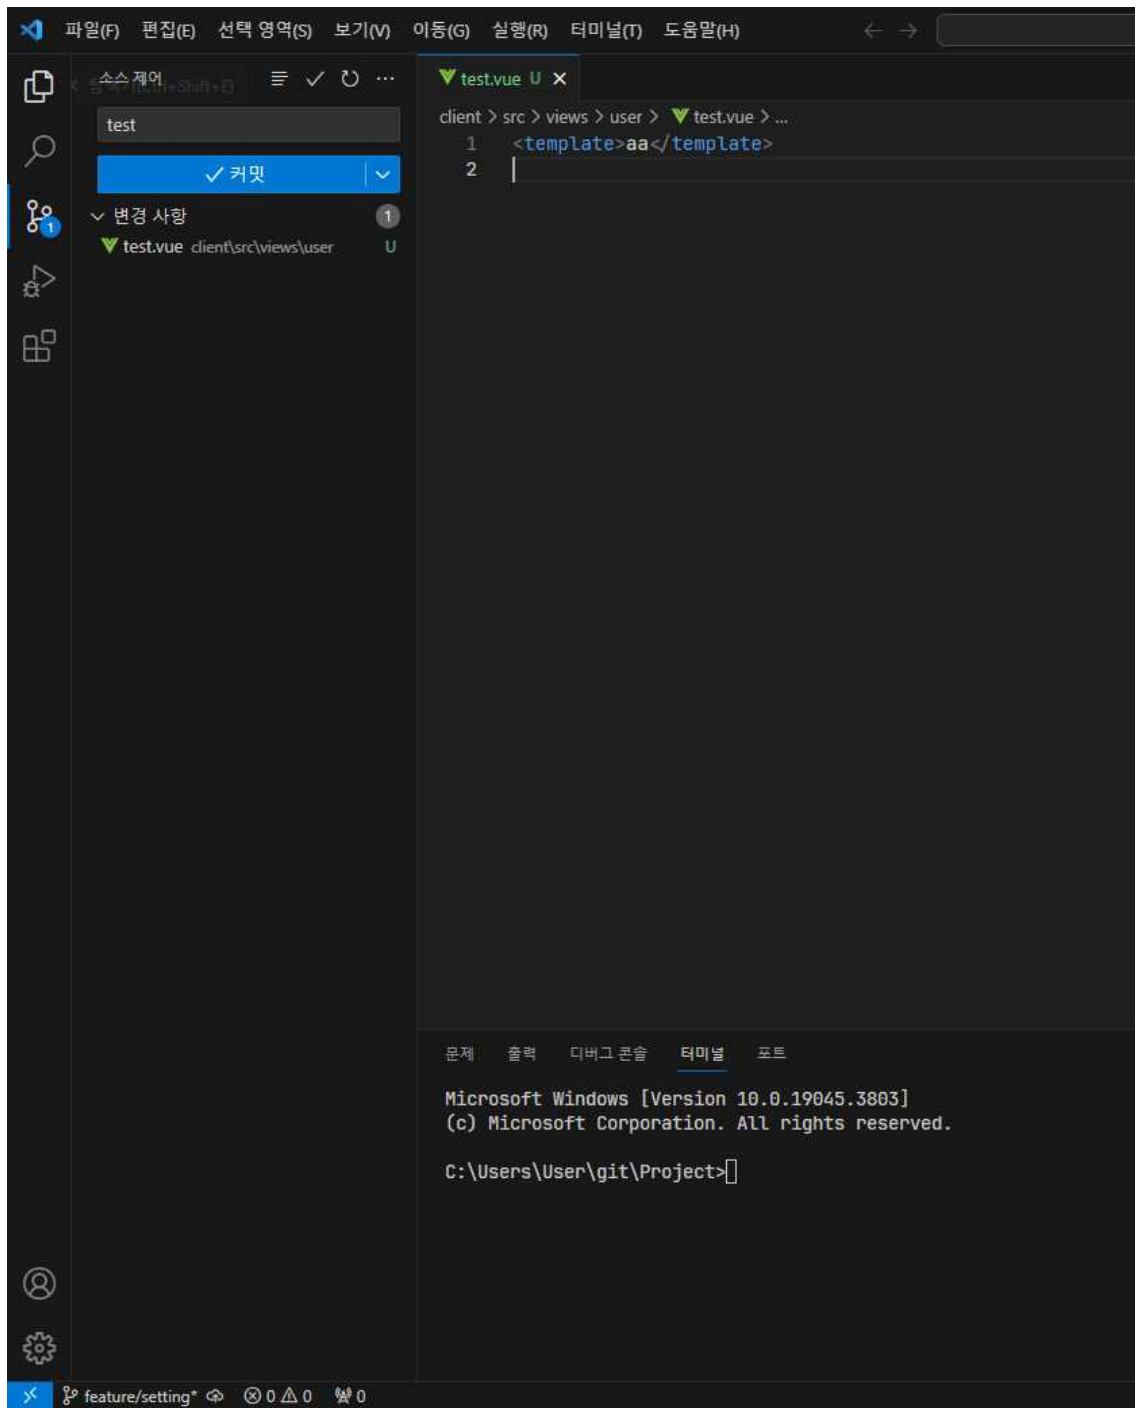 파일(F) 편집(E) 선택 영역(S) 보기(V) 이동(G) 실행(R) 터미널(T) 도움말(H)
소스 제어
test
커밋
변경 사항 1
test.vue client\src\views\user U
1
test.vue U
client > src > views > user > test.vue > ...
1 <template>aa</template>
2
문제 출력 디버그 콘솔 터미널 포트
Microsoft Windows [Version 10.0.19045.3803]
(c) Microsoft Corporation. All rights reserved.
C:\Users\User\git\Project>
feature/setting* 0 0 0